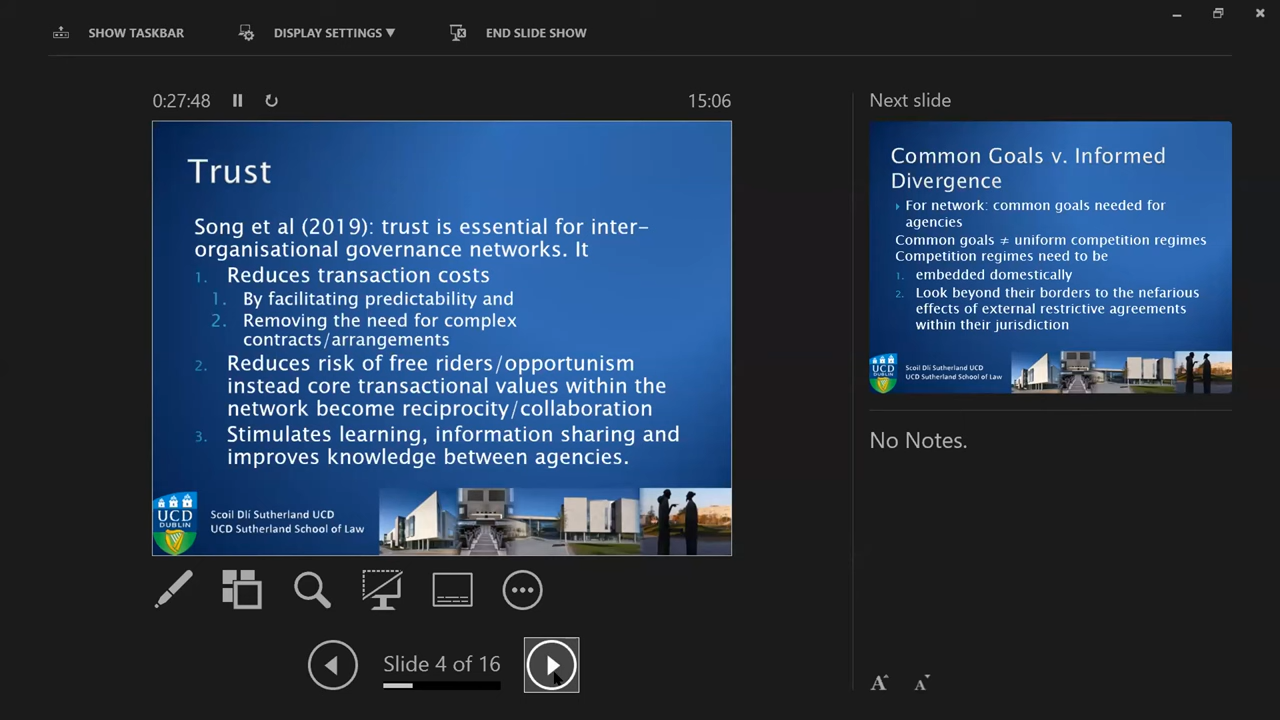 SHOW TASKBAR
DISPLAY SETTINGS ▼
END SLIDE SHOW
0:27:48
15:06
Trust
Song et al (2019): trust is essential for inter-
organisational governance networks. It
1. Reduces transaction costs
1. By facilitating predictability and
2. Removing the need for complex
contracts/arrangements
2. Reduces risk of free riders/opportunism
instead core transactional values within the
network become reciprocity/collaboration
3. Stimulates learning, information sharing and
improves knowledge between agencies.
UCD
DUBLIN
Scoil Dlí Sutherland UCD
UCD Sutherland School of Law
Slide 4 of 16
Next slide
Common Goals v. Informed
Divergence
For network: common goals needed for
agencies
Common goals ≠ uniform competition regimes
Competition regimes need to be
1. embedded domestically
2. Look beyond their borders to the nefarious
effects of external restrictive agreements
within their jurisdiction
UCD
DUBLIN
Scoil Dlí Sutherland UCD
UCD Sutherland School of Law
No Notes.
A
A